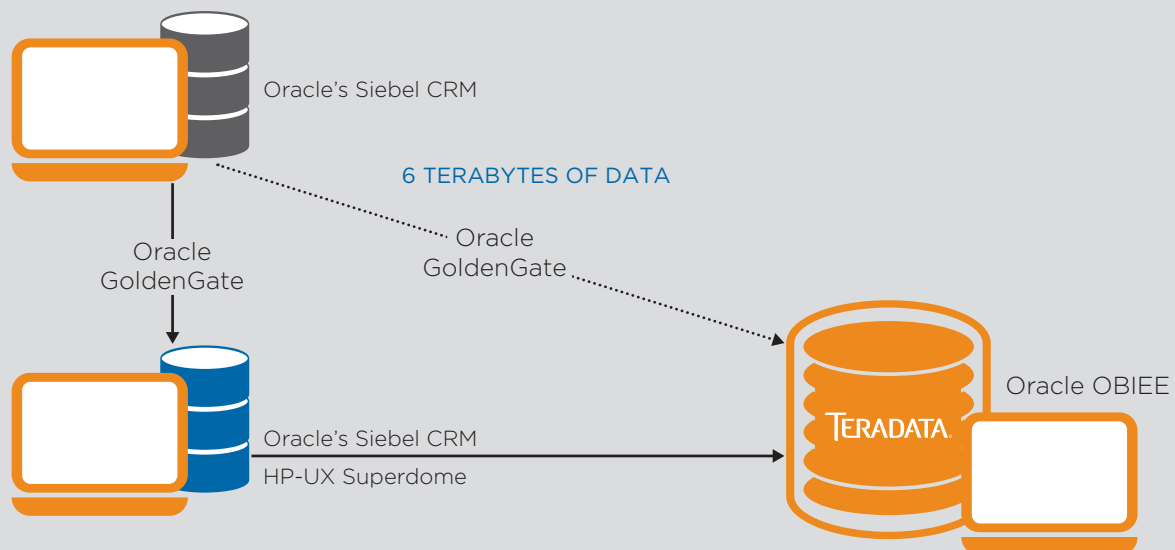 Oracle's Siebel CRM
6 TERABYTES OF DATA
Oracle
GoldenGate
Oracle
GoldenGate
Oracle OBIEE
TERADATA.
Oracle's Siebel CRM
HP-UX Superdome